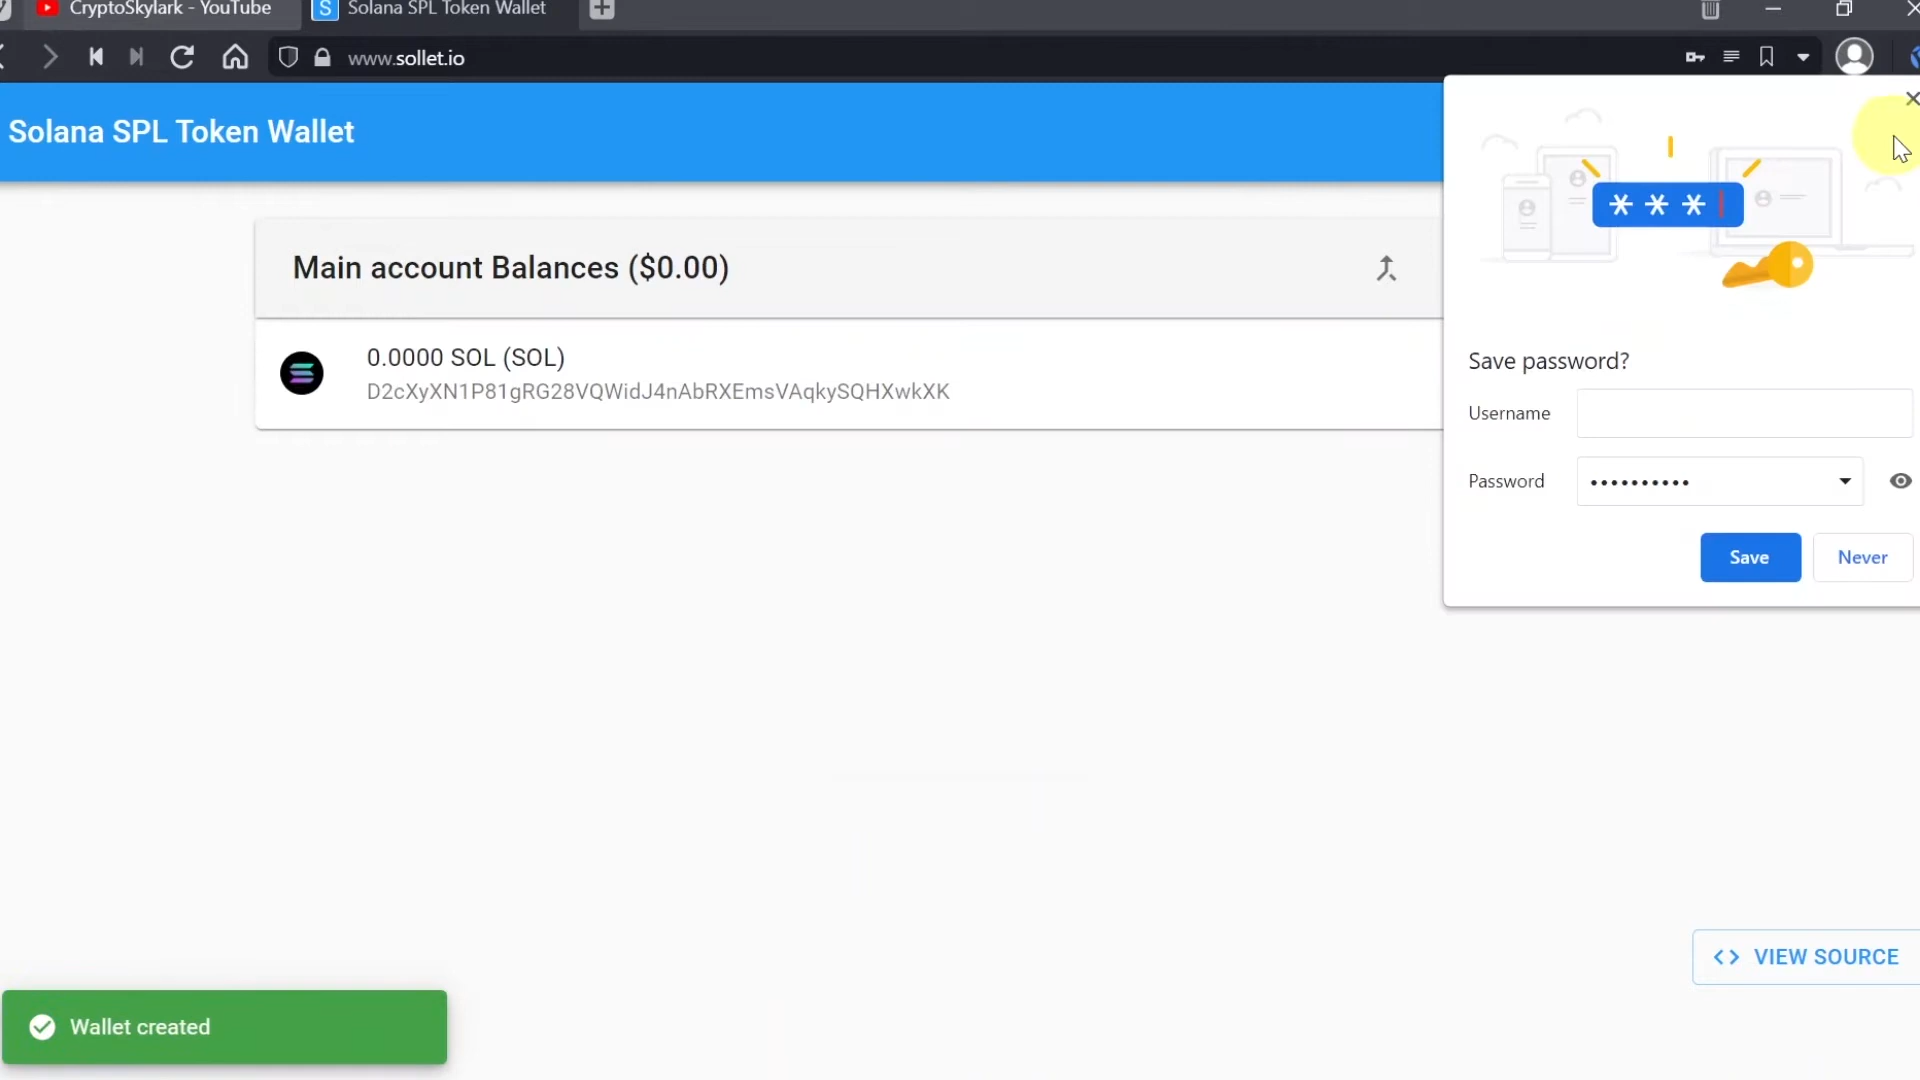 CryptoSkylark - YouTube
S Solana SPL Token Wallet
www.sollet.io
Solana SPL Token Wallet
Main account Balances ($0.00)
0.0000 SOL (SOL)
D2cXyXN1P81gRG28VQWidJ4nAbRXEmsVAqkySQHXwkXK
***
Save password?
Username
Password ••••••••••
Save Never
<> VIEW SOURCE
Wallet created